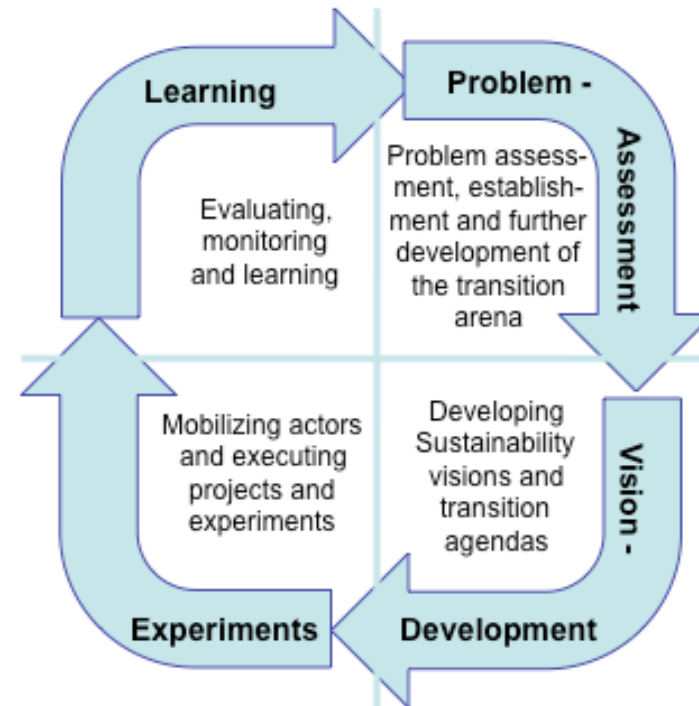 Learning
Evaluating,
monitoring
and learning
Problem -
Assessment
Problem assess-
ment, establish-
ment and further
development of
the transition
arena
Vision -
Development
Developing
Sustainability
visions and
transition
agendas
Experiments
Mobilizing actors
and executing
projects and
experiments